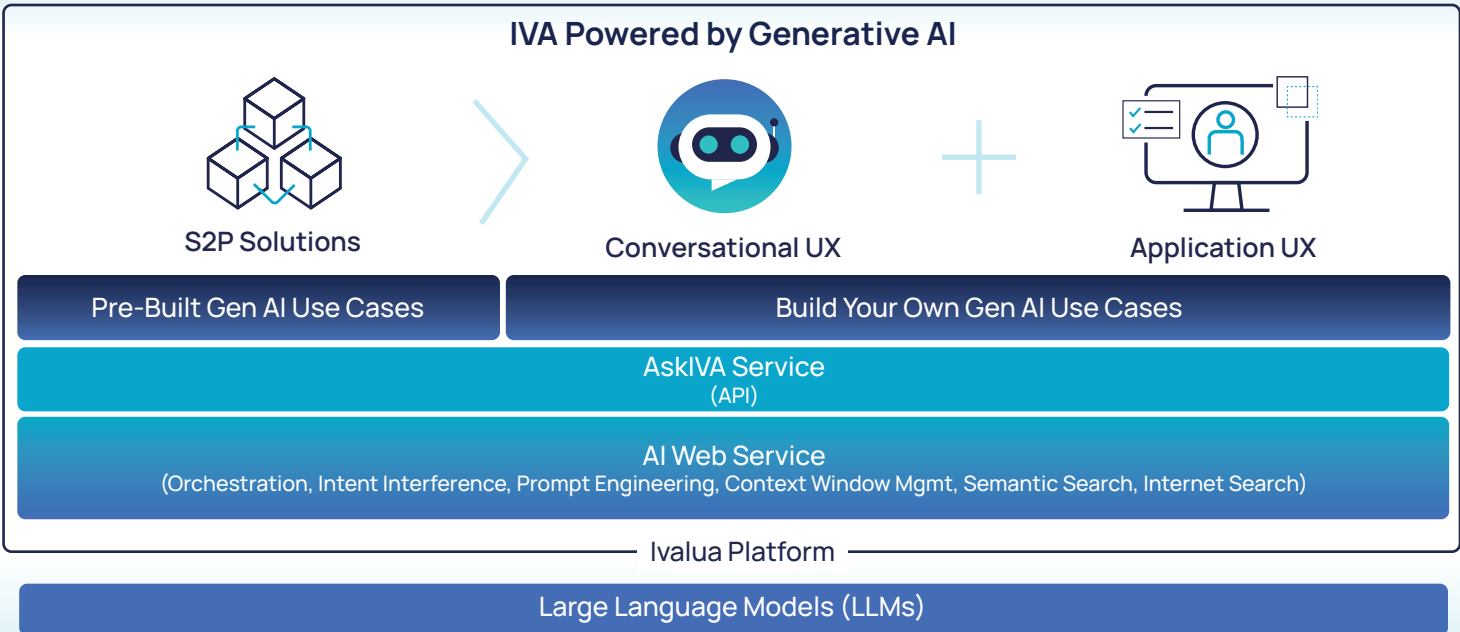 IVA Powered by Generative AI
S2P Solutions
Conversational UX
Application UX
Pre-Built Gen AI Use Cases
Build Your Own Gen AI Use Cases
AskIVA Service
(API)
AI Web Service
(Orchestration, Intent Interference, Prompt Engineering, Context Window Mgmt, Semantic Search, Internet Search)
Ivalua Platform
Large Language Models (LLMs)